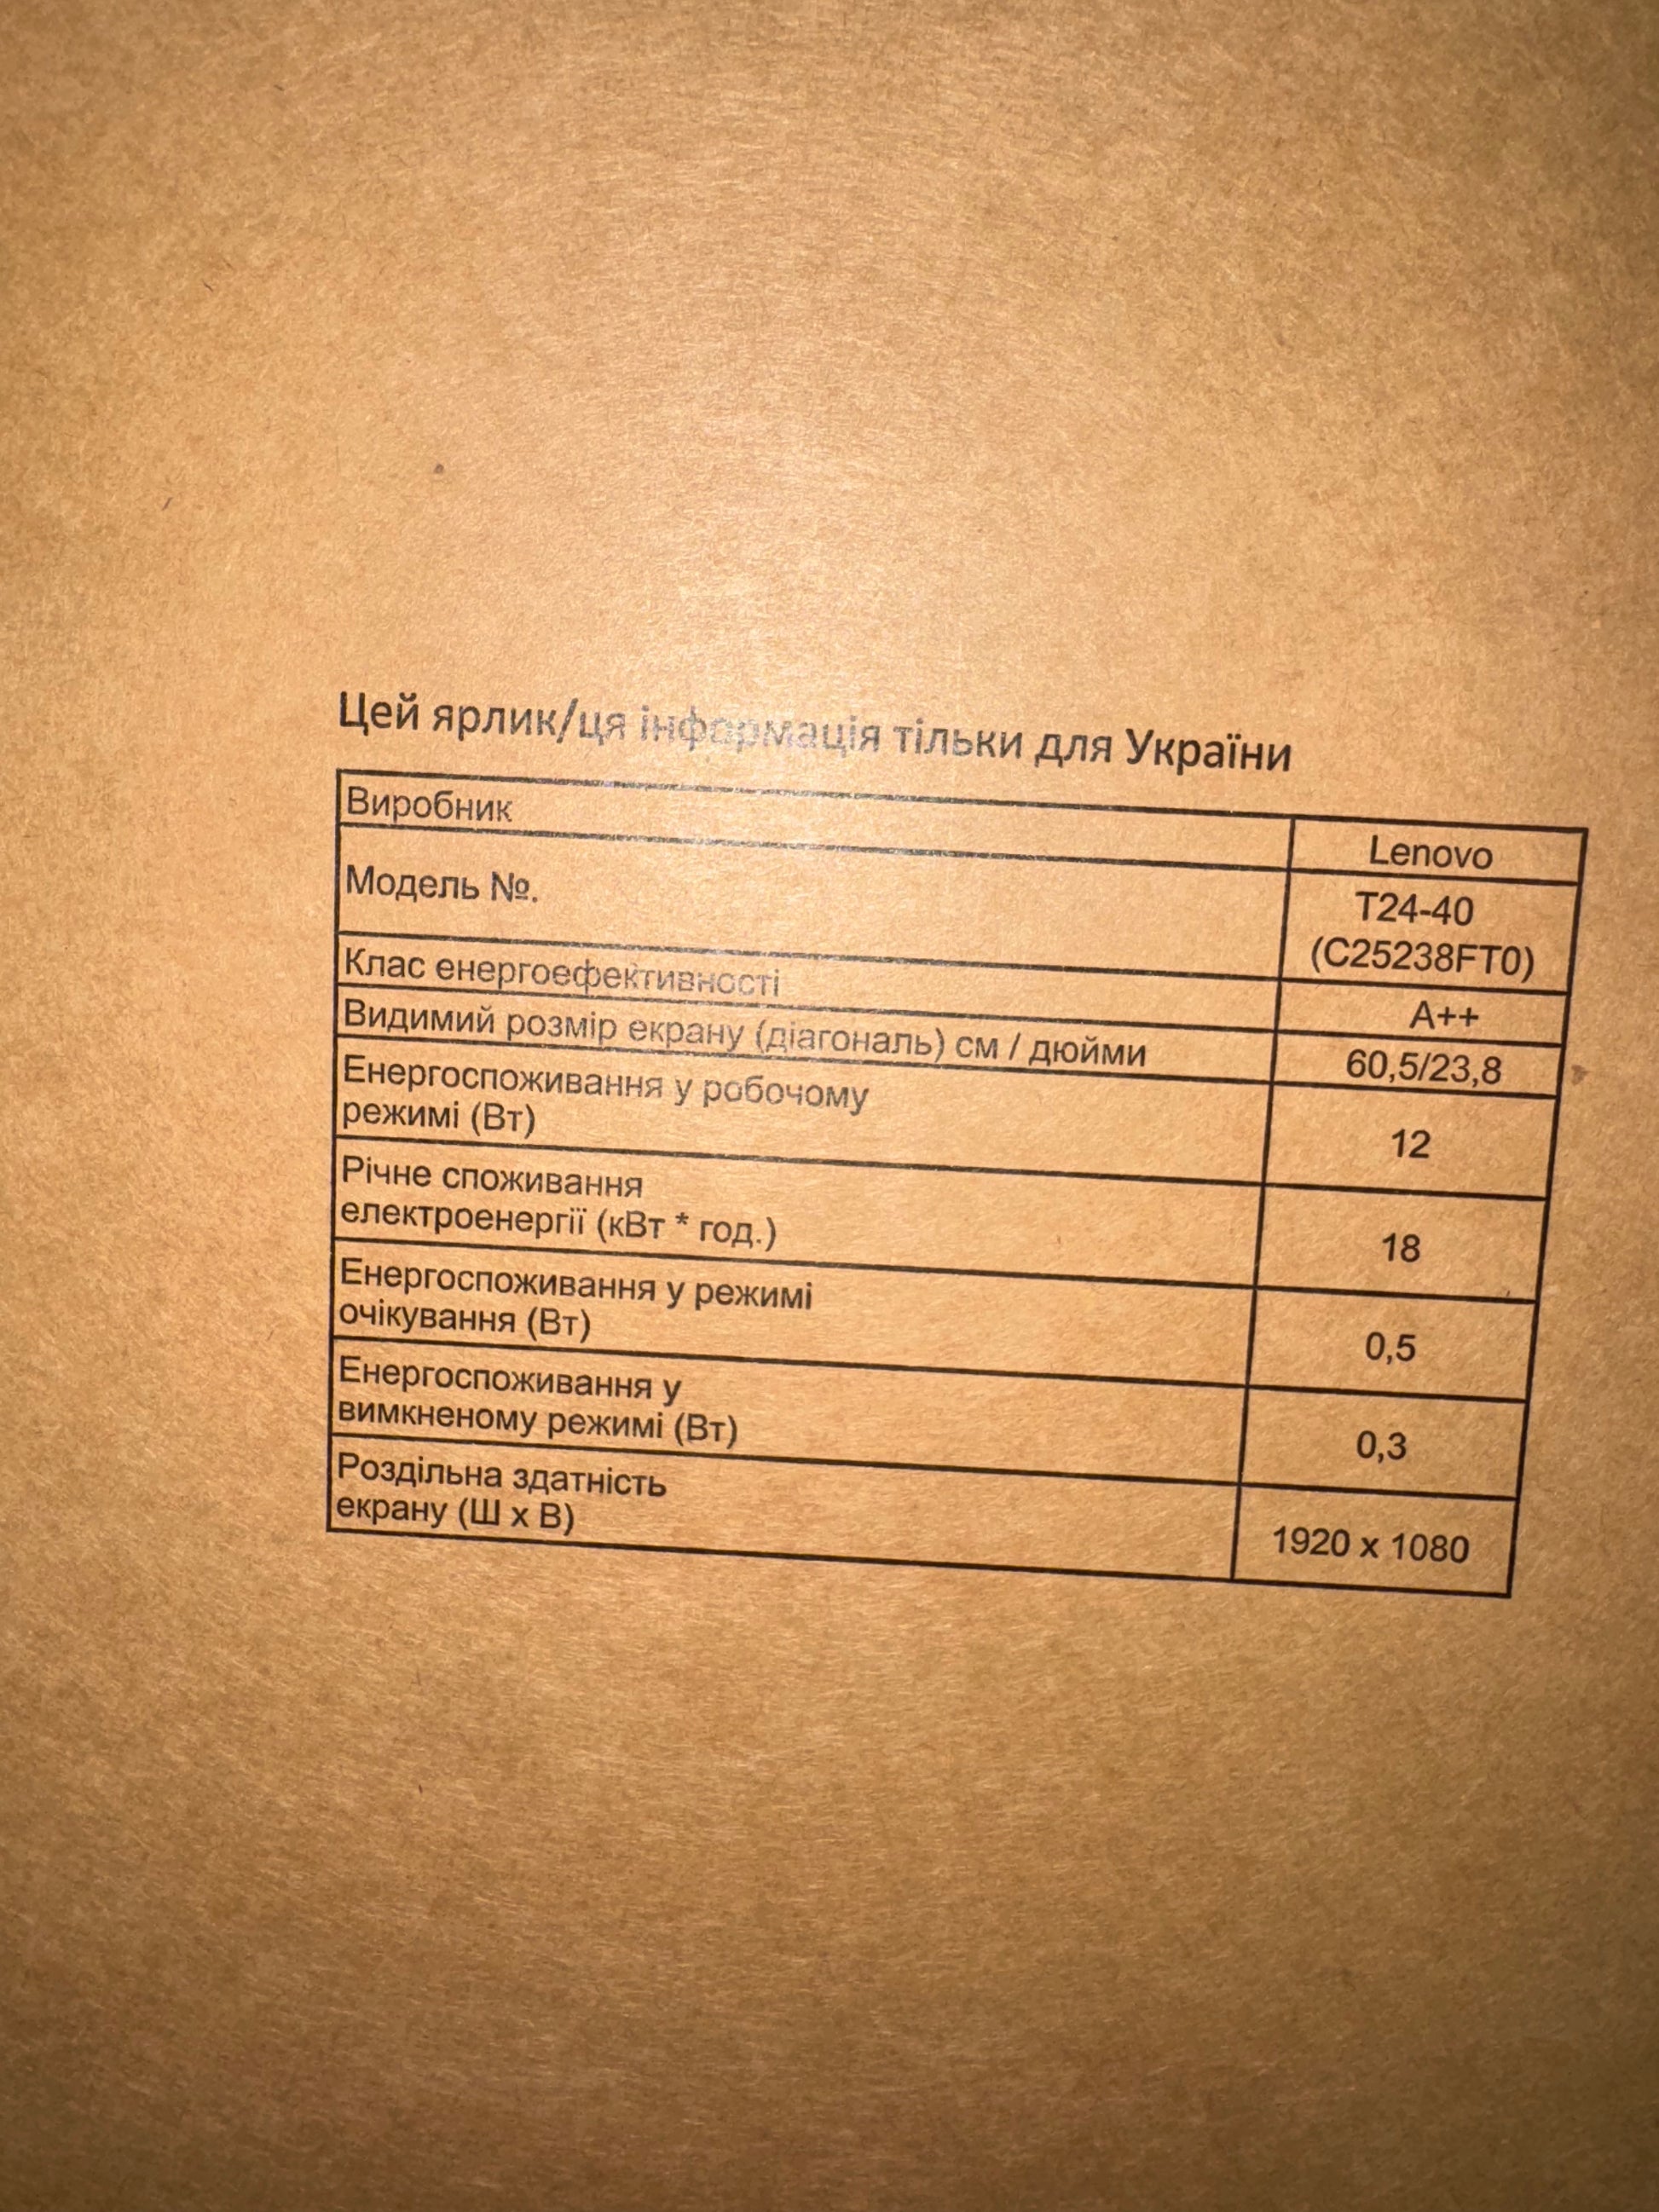 Цей ярлик/ця інформація тільки для України
Виробник
Lenovo
Модель №.
T24-40
(C25238FT0)
Клас енергоефективності
A++
Видимий розмір екрану (діагональ) см / дюйми
60,5/23,8
Енергоспоживання у робочому
режимі (Вт)
12
Річне споживання
електроенергії (кВт * год.)
18
Енергоспоживання у режимі
очікування (Вт)
0,5
Енергоспоживання у
вимкненому режимі (Вт)
0,3
Роздільна здатність
екрану (Ш х В)
1920 x 1080